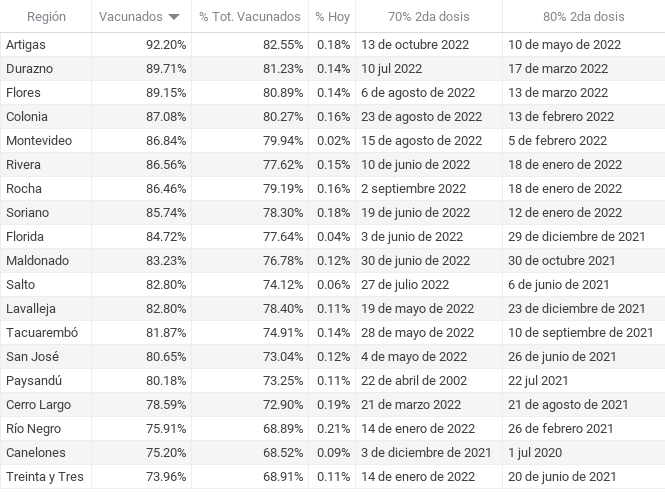 Región Vacunados % Tot. Vacunados % Hoy 70% 2da dosis 80% 2da dosis
Artigas 92.20% 82.55% 0.18% 13 de octubre 2022 10 de mayo de 2022
Durazno 89.71% 81.23% 0.14% 10 jul 2022 17 de marzo 2022
Flores 89.15% 80.89% 0.14% 6 de agosto de 2022 13 de marzo 2022
Colonia 87.08% 80.27% 0.16% 23 de agosto de 2022 13 de febrero 2022
Montevideo 86.84% 79.94% 0.02% 15 de agosto de 2022 5 de febrero 2022
Rivera 86.56% 77.62% 0.15% 10 de junio de 2022 18 de enero de 2022
Rocha 86.46% 79.19% 0.16% 2 septiembre 2022 18 de enero de 2022
Soriano 85.74% 78.30% 0.18% 19 de junio de 2022 12 de enero de 2022
Florida 84.72% 77.64% 0.04% 3 de junio de 2022 29 de diciembre de 2021
Maldonado 83.23% 76.78% 0.12% 30 de junio de 2022 30 de octubre 2021
Salto 82.80% 74.12% 0.06% 27 de julio de 2022 6 de junio de 2021
Lavalleja 82.80% 78.40% 0.11% 19 de mayo de 2022 23 de diciembre de 2021
Tacuarembó 81.87% 74.91% 0.14% 28 de mayo de 2022 10 de septiembre de 2021
San José 80.65% 73.04% 0.12% 4 de mayo de 2022 26 de junio de 2021
Paysandú 80.18% 73.25% 0.11% 22 de abril de 2002 22 jul 2021
Cerro Largo 78.59% 72.90% 0.19% 21 de marzo 2022 21 de agosto de 2021
Río Negro 75.91% 68.89% 0.21% 14 de enero de 2022 26 de febrero 2021
Canelones 75.20% 68.52% 0.09% 3 de diciembre de 2021 1 jul 2020
Treinta y Tres 73.96% 68.91% 0.11% 14 de enero de 2022 20 de junio de 2021